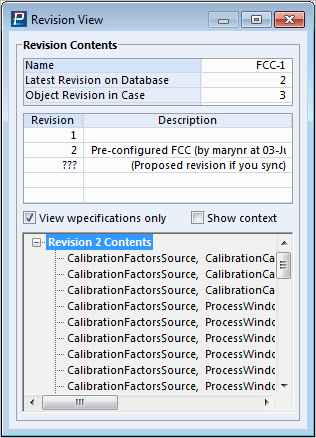 Revision View
Revision Contents
Name FCC-1
Latest Revision on Database 2
Object Revision in Case 3
Revision Description
1
2 Pre-configured FCC (by marynr at 03-Ju
??? (Proposed revision if you sync)
View wpecifications only Show context
Revision 2 Contents
CalibrationFactorsSource, CalibrationCa
CalibrationFactorsSource, CalibrationCa
CalibrationFactorsSource, CalibrationCa
CalibrationFactorsSource, ProcessWindo
CalibrationFactorsSource, ProcessWindo
CalibrationFactorsSource, ProcessWindo
CalibrationFactorsSource, ProcessWindo
CalibrationFactorsSource, ProcessWindo
CalibrationFactorsSource, ProcessWindo